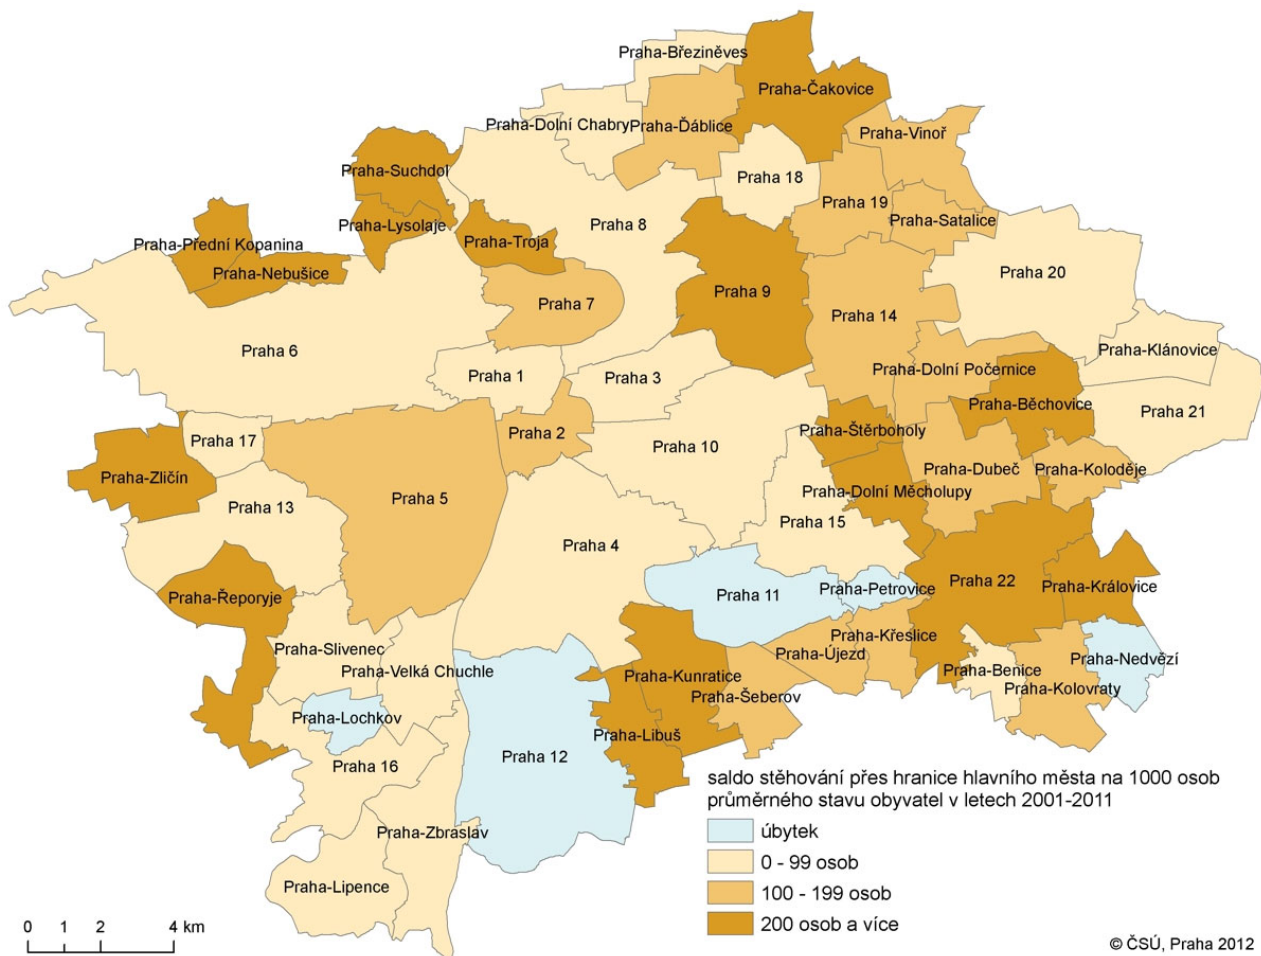 Praha-Březiněves
Praha-Čakovice
Praha-Dolní Chabry
Praha-Ďáblice
Praha-Vinoř
Praha-Suchdol
Praha 18
Praha 19
Praha-Satalice
Praha-Lysolaje
Praha 8
Praha-Přední Kopanina
Praha-Troja
Praha-Nebušice
Praha 20
Praha 9
Praha 7
Praha 14
Praha 6
Praha-Klánovice
Praha 1
Praha 3
Praha-Dolní Počernice
Praha-Běchovice
Praha 21
Praha 17
Praha 2
Praha-Štěrboholy
Praha 10
Praha-Zličín
Praha-Dubeč
Praha-Koloděje
Praha 5
Praha-Dolní Měcholupy
Praha 13
Praha 15
Praha 4
Praha 22
Praha-Královice
Praha 11
Praha-Petrovice
Praha-Řeporyje
Praha-Křeslice
Praha-Slivenec
Praha-Újezd
Praha-Nedvězí
Praha-Velká Chuchle
Praha-Kunratice
Praha-Benice
Praha-Šeberov
Praha-Kolovraty
Praha-Lochkov
Praha-Libuš
Praha 12
Praha 16
Praha-Zbraslav
Praha-Lipence
saldo stěhování přes hranice hlavního města na 1000 osob
průměrného stavu obyvatel v letech 2001-2011
úbytek
0 - 99 osob
100 - 199 osob
200 osob a více
0 1 2 4 km
© ČSÚ, Praha 2012